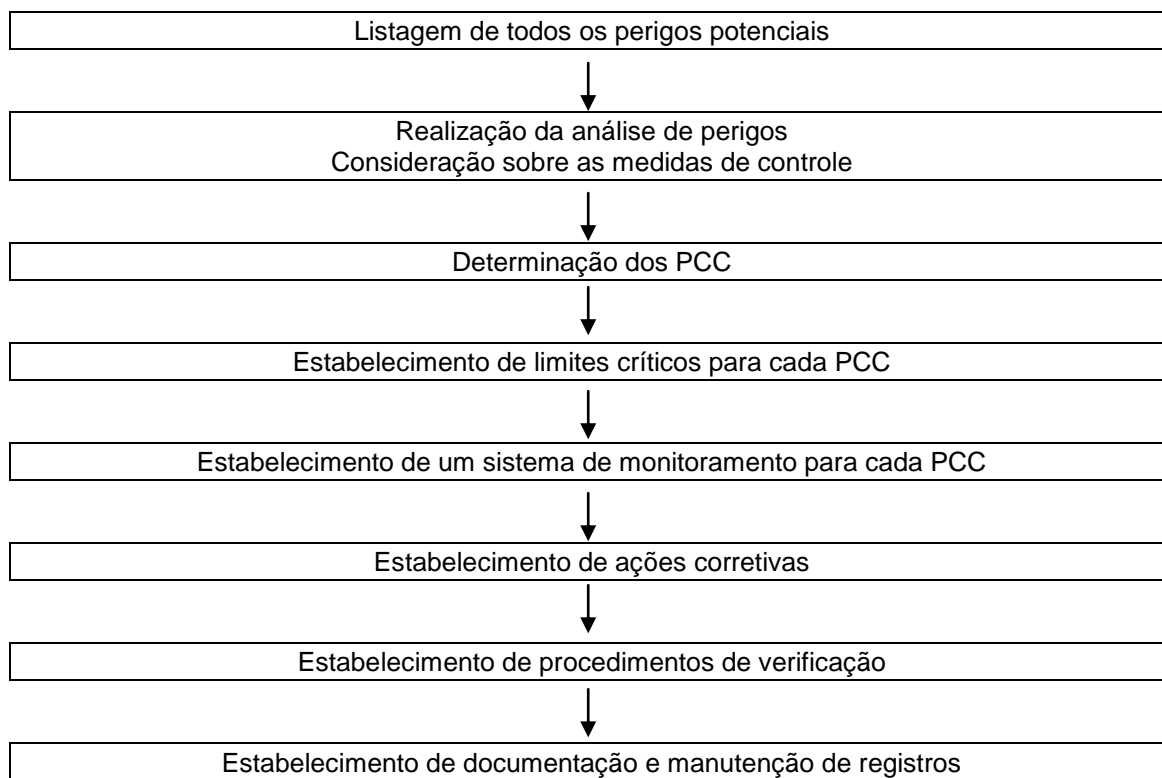 Listagem de todos os perigos potenciais
Realização da análise de perigos
Consideração sobre as medidas de controle
Determinação dos PCC
Estabelecimento de limites críticos para cada PCC
Estabelecimento de um sistema de monitoramento para cada PCC
Estabelecimento de ações corretivas
Estabelecimento de procedimentos de verificação
Estabelecimento de documentação e manutenção de registros